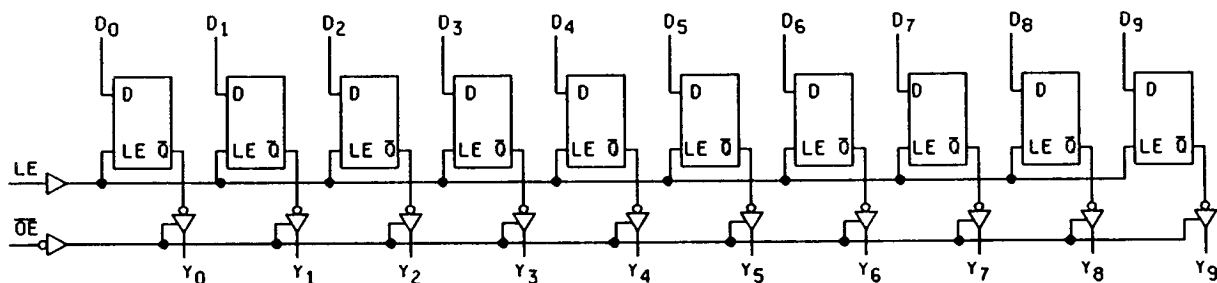 D0 D1 D2 D3 D4 D5 D6 D7 D8 D9
D D D D D D D D D D
LE Q̅ LE Q̅ LE Q̅ LE Q̅ LE Q̅ LE Q̅ LE Q̅ LE Q̅ LE Q̅ LE Q̅
LE
O̅E̅
Y0 Y1 Y2 Y3 Y4 Y5 Y6 Y7 Y8 Y9